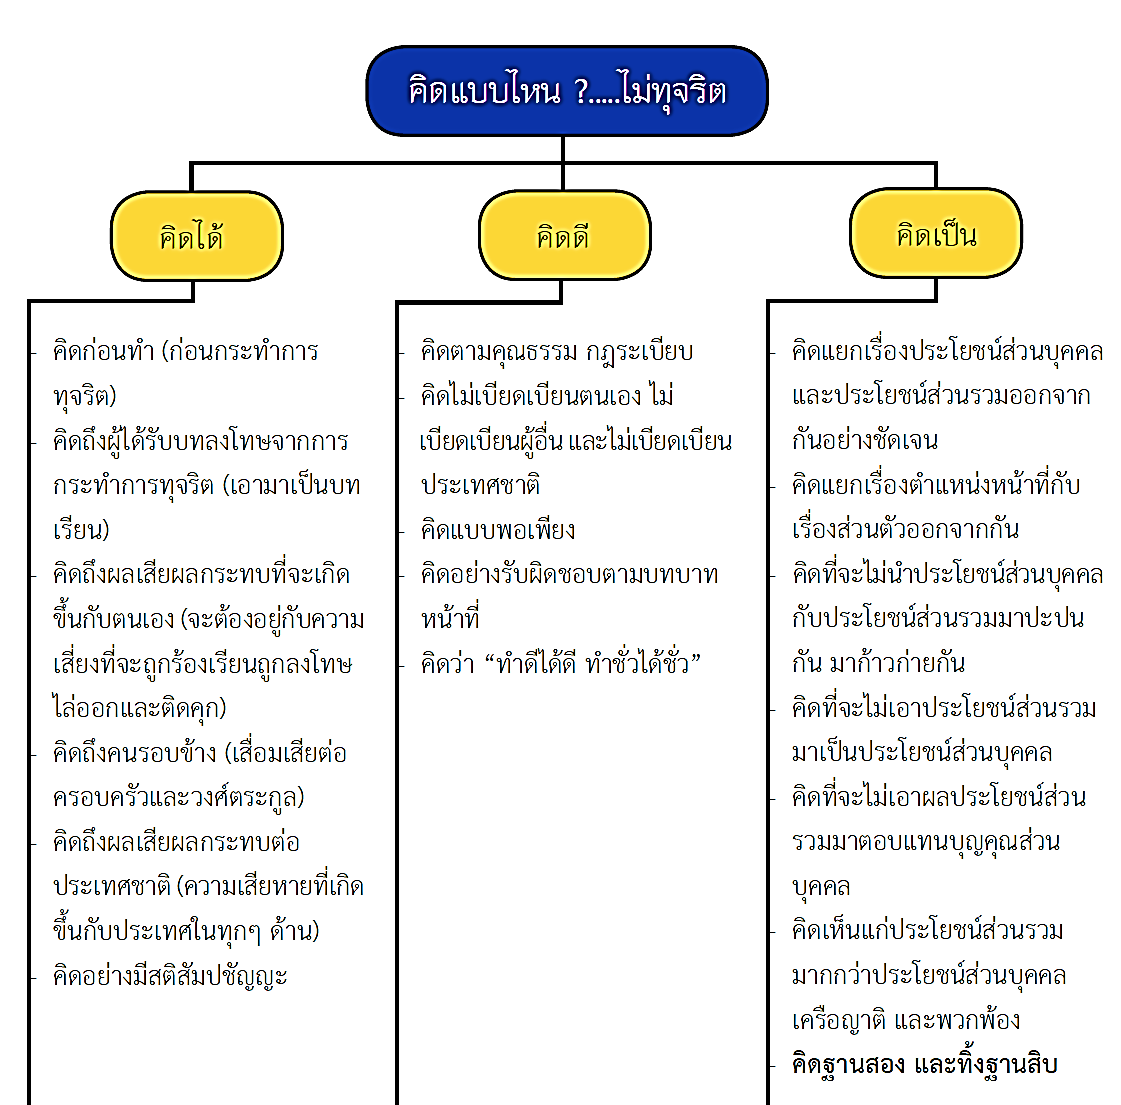 คิดแบบไหน ?.....ไม่ทุจริต
คิดได้
- คิดก่อนทำ (ก่อนกระทำการ
ทุจริต)
- คิดถึงผู้ได้รับบทลงโทษจากการ
กระทำการทุจริต (เอามาเป็นบท
เรียน)
- คิดถึงผลเสียผลกระทบที่จะเกิด
ขึ้นกับตนเอง (จะต้องอยู่กับความ
เสี่ยงที่จะถูกร้องเรียนถูกลงโทษ
ไล่ออกและติดคุก)
- คิดถึงคนรอบข้าง (เสื่อมเสียต่อ
ครอบครัวและวงศ์ตระกูล)
- คิดถึงผลเสียผลกระทบต่อ
ประเทศชาติ (ความเสียหายที่เกิด
ขึ้นกับประเทศในทุกๆ ด้าน)
- คิดอย่างมีสติสัมปชัญญะ
คิดดี
- คิดตามคุณธรรม กฎระเบียบ
- คิดไม่เบียดเบียนตนเอง ไม่
เบียดเบียนผู้อื่น และไม่เบียดเบียน
ประเทศชาติ
- คิดแบบพอเพียง
- คิดอย่างรับผิดชอบตามบทบาท
หน้าที่
- คิดว่า “ทำดีได้ดี ทำชั่วได้ชั่ว”
คิดเป็น
- คิดแยกเรื่องประโยชน์ส่วนบุคคล
และประโยชน์ส่วนรวมออกจาก
กันอย่างชัดเจน
- คิดแยกเรื่องตำแหน่งหน้าที่กับ
เรื่องส่วนตัวออกจากกัน
- คิดที่จะไม่นำประโยชน์ส่วนบุคคล
กับประโยชน์ส่วนรวมมาปะปน
กัน มาก้าวก่ายกัน
- คิดที่จะไม่เอาประโยชน์ส่วนรวม
มาเป็นประโยชน์ส่วนบุคคล
- คิดที่จะไม่เอาผลประโยชน์ส่วน
รวมมาตอบแทนบุญคุณส่วน
บุคคล
- คิดเห็นแก่ประโยชน์ส่วนรวม
มากกว่าประโยชน์ส่วนบุคคล
เครือญาติ และพวกพ้อง
- คิดฐานสอง และทิ้งฐานสิบ